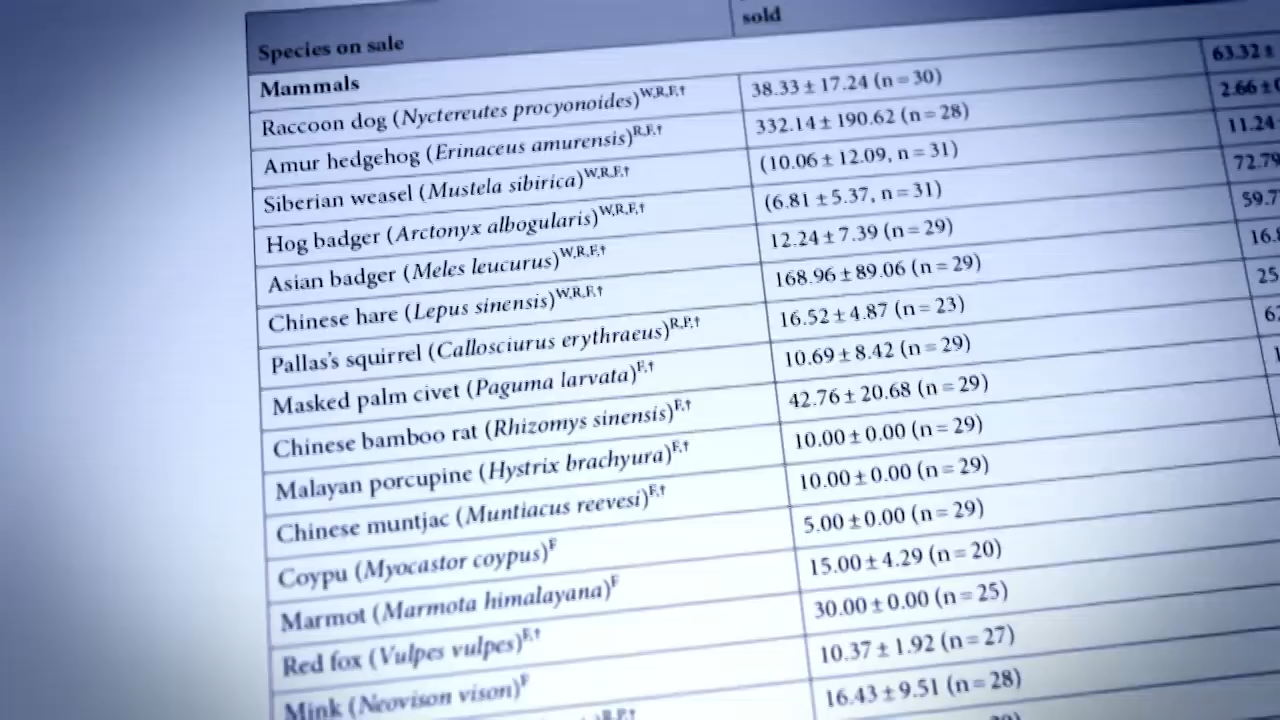 sold
Species on sale
Mammals
Raccoon dog (Nyctereutes procyonoides)W,R,F,† 38.33 ± 17.24 (n = 30) 63.32 ±
Amur hedgehog (Erinaceus amurensis)R,F,† 332.14 ± 190.62 (n = 28) 2.66 ±
Siberian weasel (Mustela sibirica)W,R,F,† (10.06 ± 12.09, n = 31) 11.24
Hog badger (Arctonyx albogularis)W,R,F,† (6.81 ± 5.37, n = 31) 72.79
Asian badger (Meles leucurus)W,R,F,† 12.24 ± 7.39 (n = 29) 59.7
Chinese hare (Lepus sinensis)W,R,F,† 168.96 ± 89.06 (n = 29) 16.8
Pallas's squirrel (Callosciurus erythraeus)R,P,† 16.52 ± 4.87 (n = 23) 25
Masked palm civet (Paguma larvata)F,† 10.69 ± 8.42 (n = 29) 62
Chinese bamboo rat (Rhizomys sinensis)F,† 42.76 ± 20.68 (n = 29)
Malayan porcupine (Hystrix brachyura)F,† 10.00 ± 0.00 (n = 29)
Chinese muntjac (Muntiacus reevesi)F,† 10.00 ± 0.00 (n = 29)
Coypu (Myocastor coypus)F 5.00 ± 0.00 (n = 29)
Marmot (Marmota himalayana)F 15.00 ± 4.29 (n = 20)
Red fox (Vulpes vulpes)F,† 30.00 ± 0.00 (n = 25)
Mink (Neovison vison)F 10.37 ± 1.92 (n = 27)
R,P,† 16.43 ± 9.51 (n = 28)